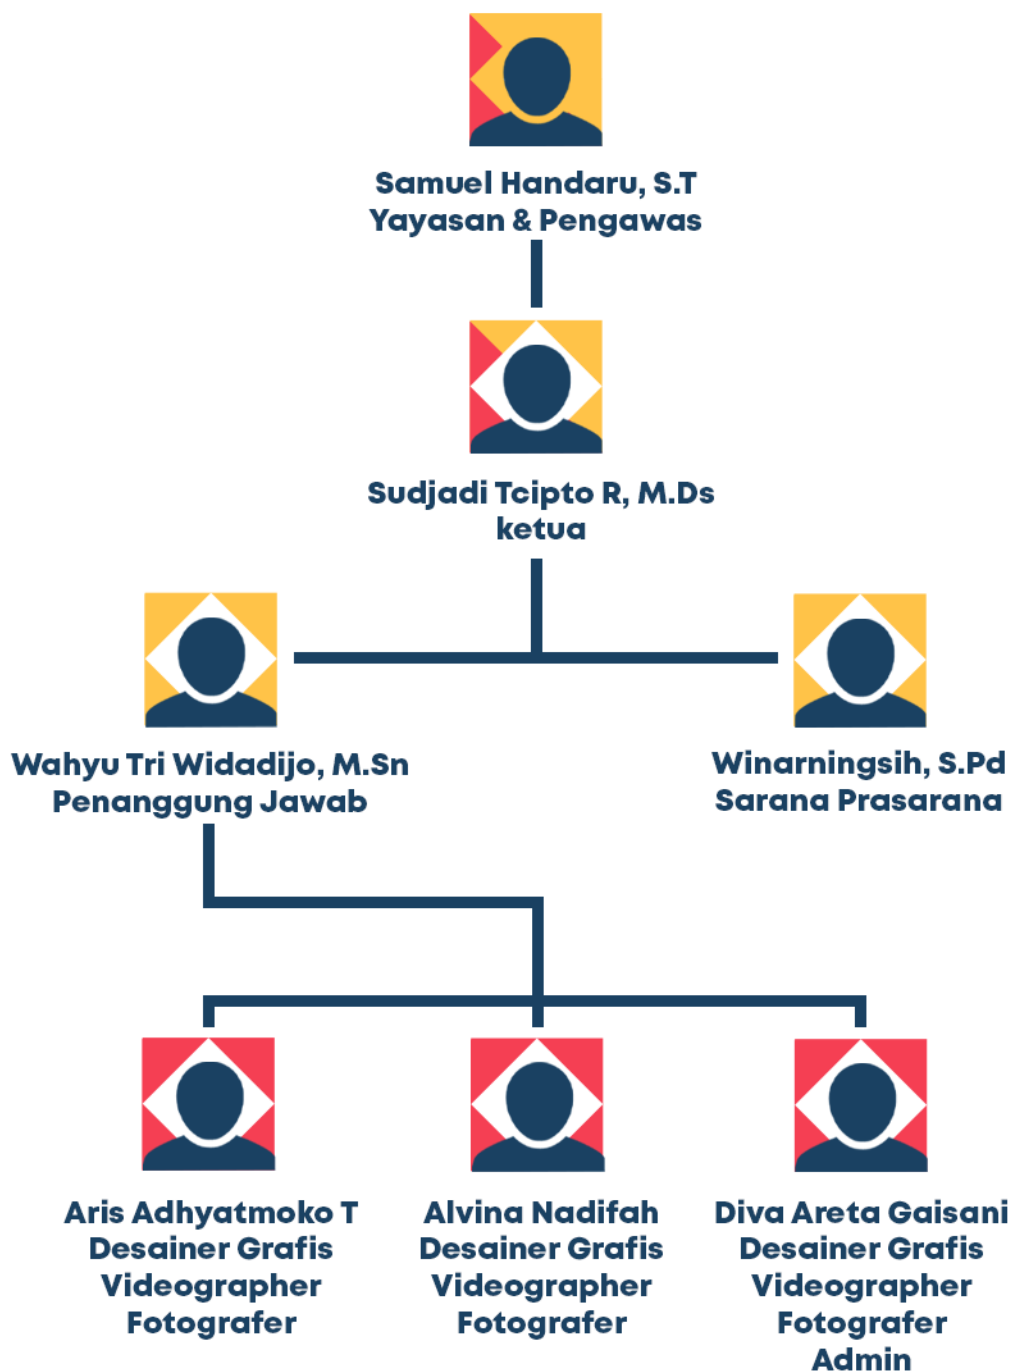 Samuel Handaru, S.T
Yayasan & Pengawas
Sudjadi Tcipto R, M.Ds
ketua
Wahyu Tri Widadijo, M.Sn
Penanggung Jawab
Winarningsih, S.Pd
Sarana Prasarana
Aris Adhyatmoko T
Desainer Grafis
Videographer
Fotografer
Alvina Nadifah
Desainer Grafis
Videographer
Fotografer
Diva Areta Gaisani
Desainer Grafis
Videographer
Fotografer
Admin